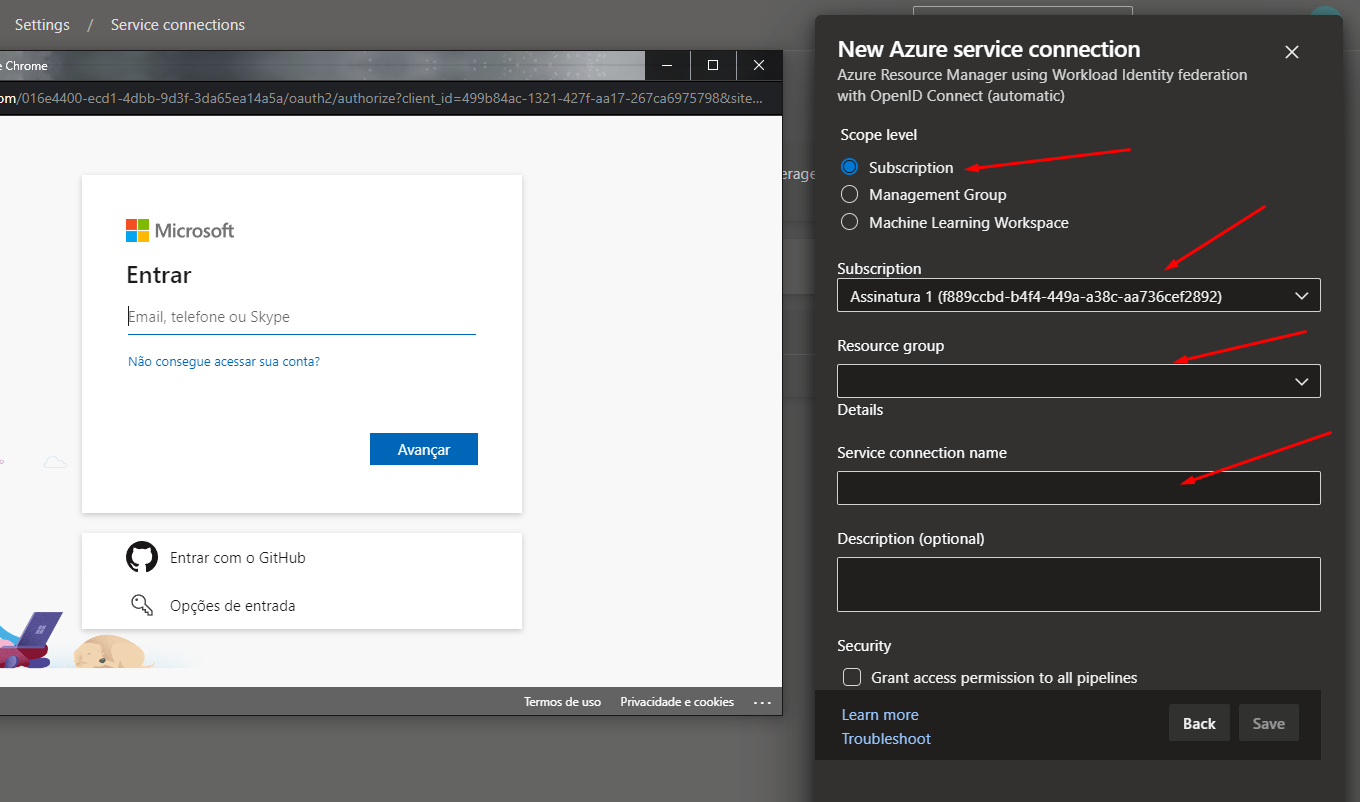 Settings / Service connections
e Chrome
om/016e4400-ecd1-4dbb-9d3f-3da65ea14a5a/oauth2/authorize?client_id=499b84ac-1321-427f-aa17-267ca6975798&site...
Microsoft
Entrar
Email, telefone ou Skype
Não consegue acessar sua conta?
Avançar
Entrar com o GitHub
Opções de entrada
Termos de uso Privacidade e cookies ...
erage
New Azure service connection
Azure Resource Manager using Workload Identity federation
with OpenID Connect (automatic)
Scope level
Subscription
Management Group
Machine Learning Workspace
Subscription
Assinatura 1 (f889ccbd-b4f4-449a-a38c-aa736cef2892)
Resource group
Details
Service connection name
Description (optional)
Security
Grant access permission to all pipelines
Learn more
Troubleshoot
Back
Save